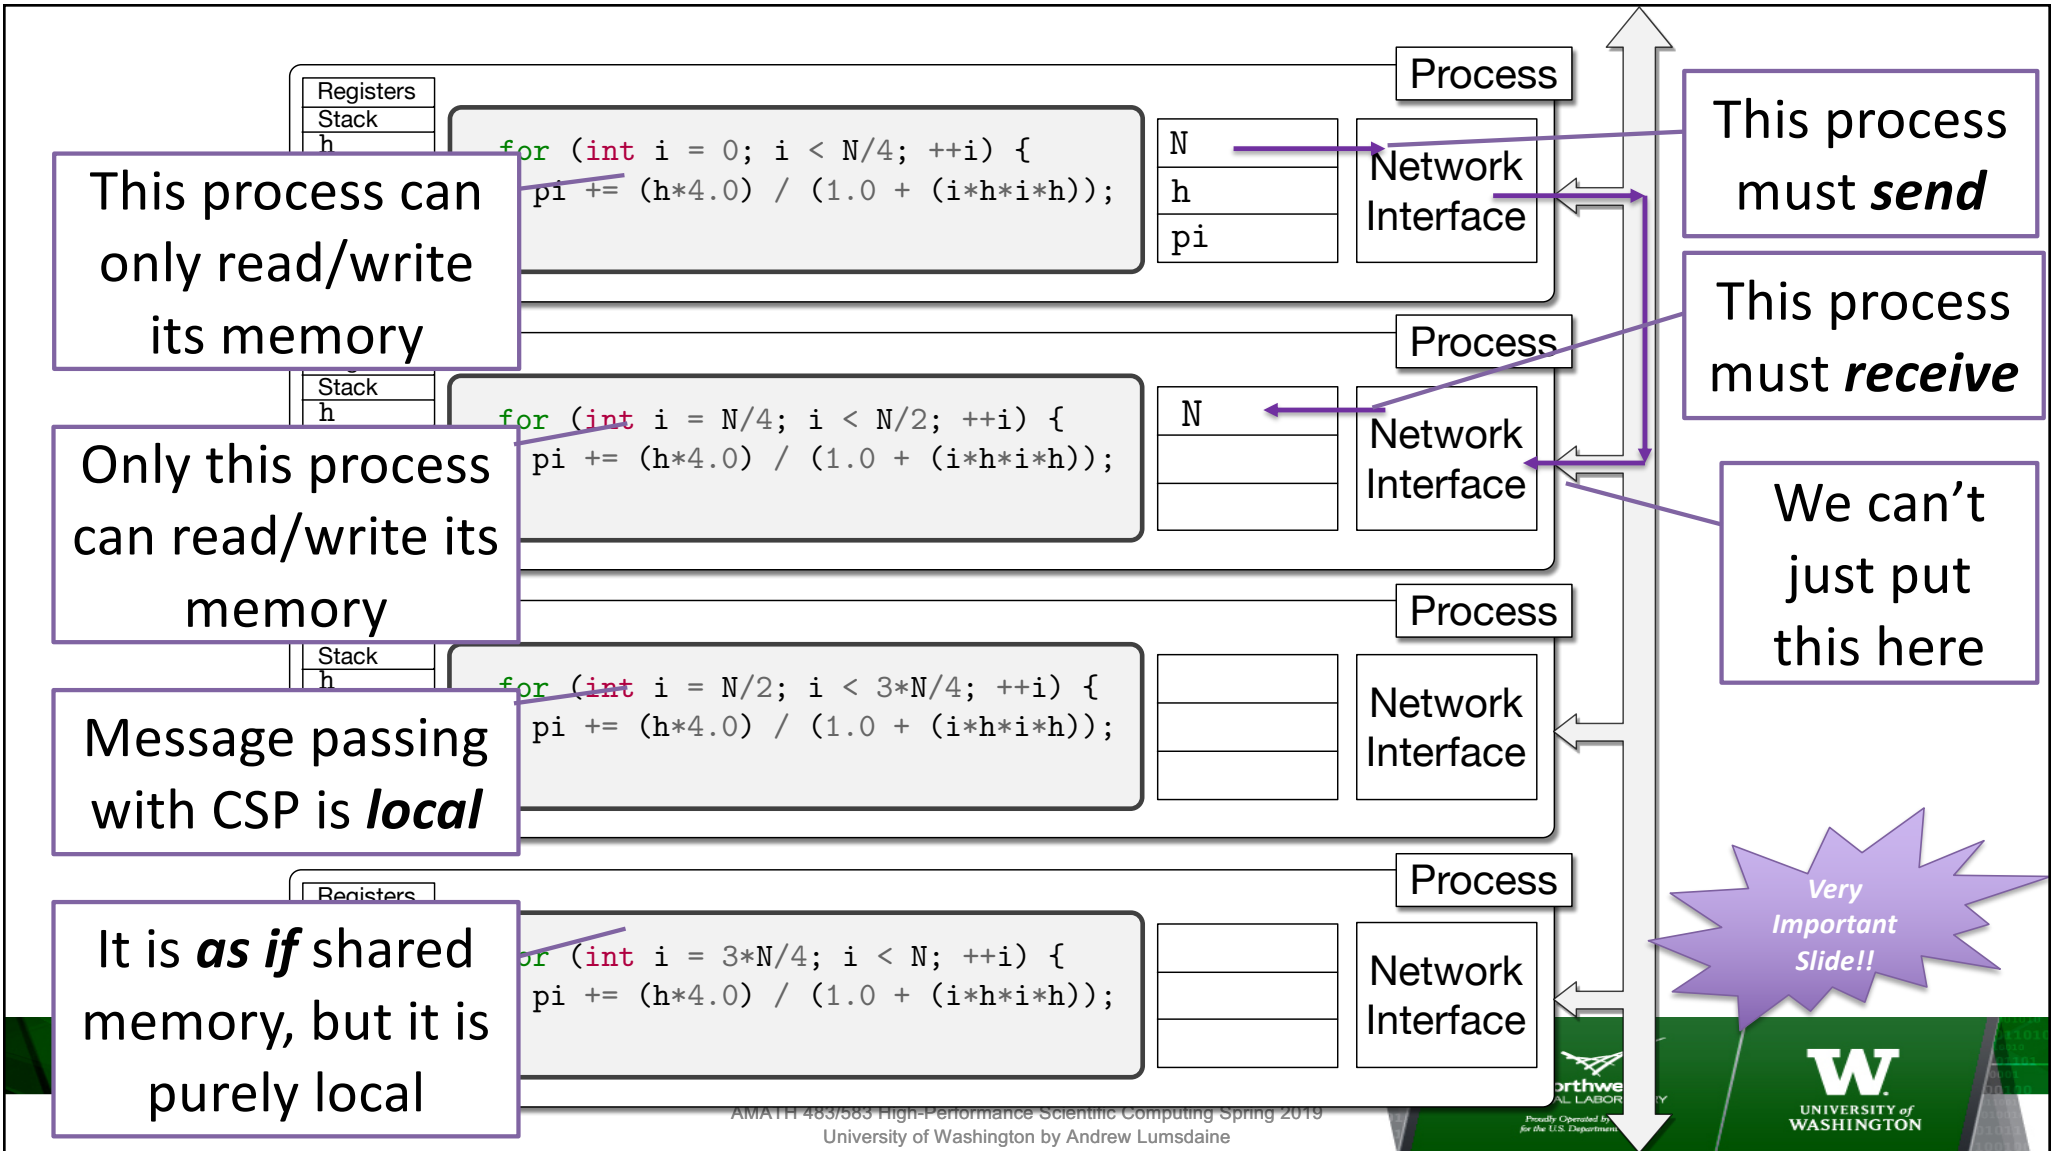 Process
Registers
Stack
h
for (int i = 0; i < N/4; ++i) {
pi += (h*4.0) / (1.0 + (i*h*i*h));
N
h
pi
Network
Interface
This process
must send
This process can
only read/write
its memory
Process
Stack
h
for (int i = N/4; i < N/2; ++i) {
pi += (h*4.0) / (1.0 + (i*h*i*h));
N
Network
Interface
This process
must receive
Only this process
can read/write its
memory
We can't
just put
this here
Process
Stack
h
for (int i = N/2; i < 3*N/4; ++i) {
pi += (h*4.0) / (1.0 + (i*h*i*h));
Network
Interface
Message passing
with CSP is local
Process
Registers
for (int i = 3*N/4; i < N; ++i) {
pi += (h*4.0) / (1.0 + (i*h*i*h));
Network
Interface
It is as if shared
memory, but it is
purely local
Very
Important
Slide!!
AMATH 483/583 High-Performance Scientific Computing Spring 2019
University of Washington by Andrew Lumsdaine
Proudly Operated by
for the U.S.
W
UNIVERSITY of
WASHINGTON